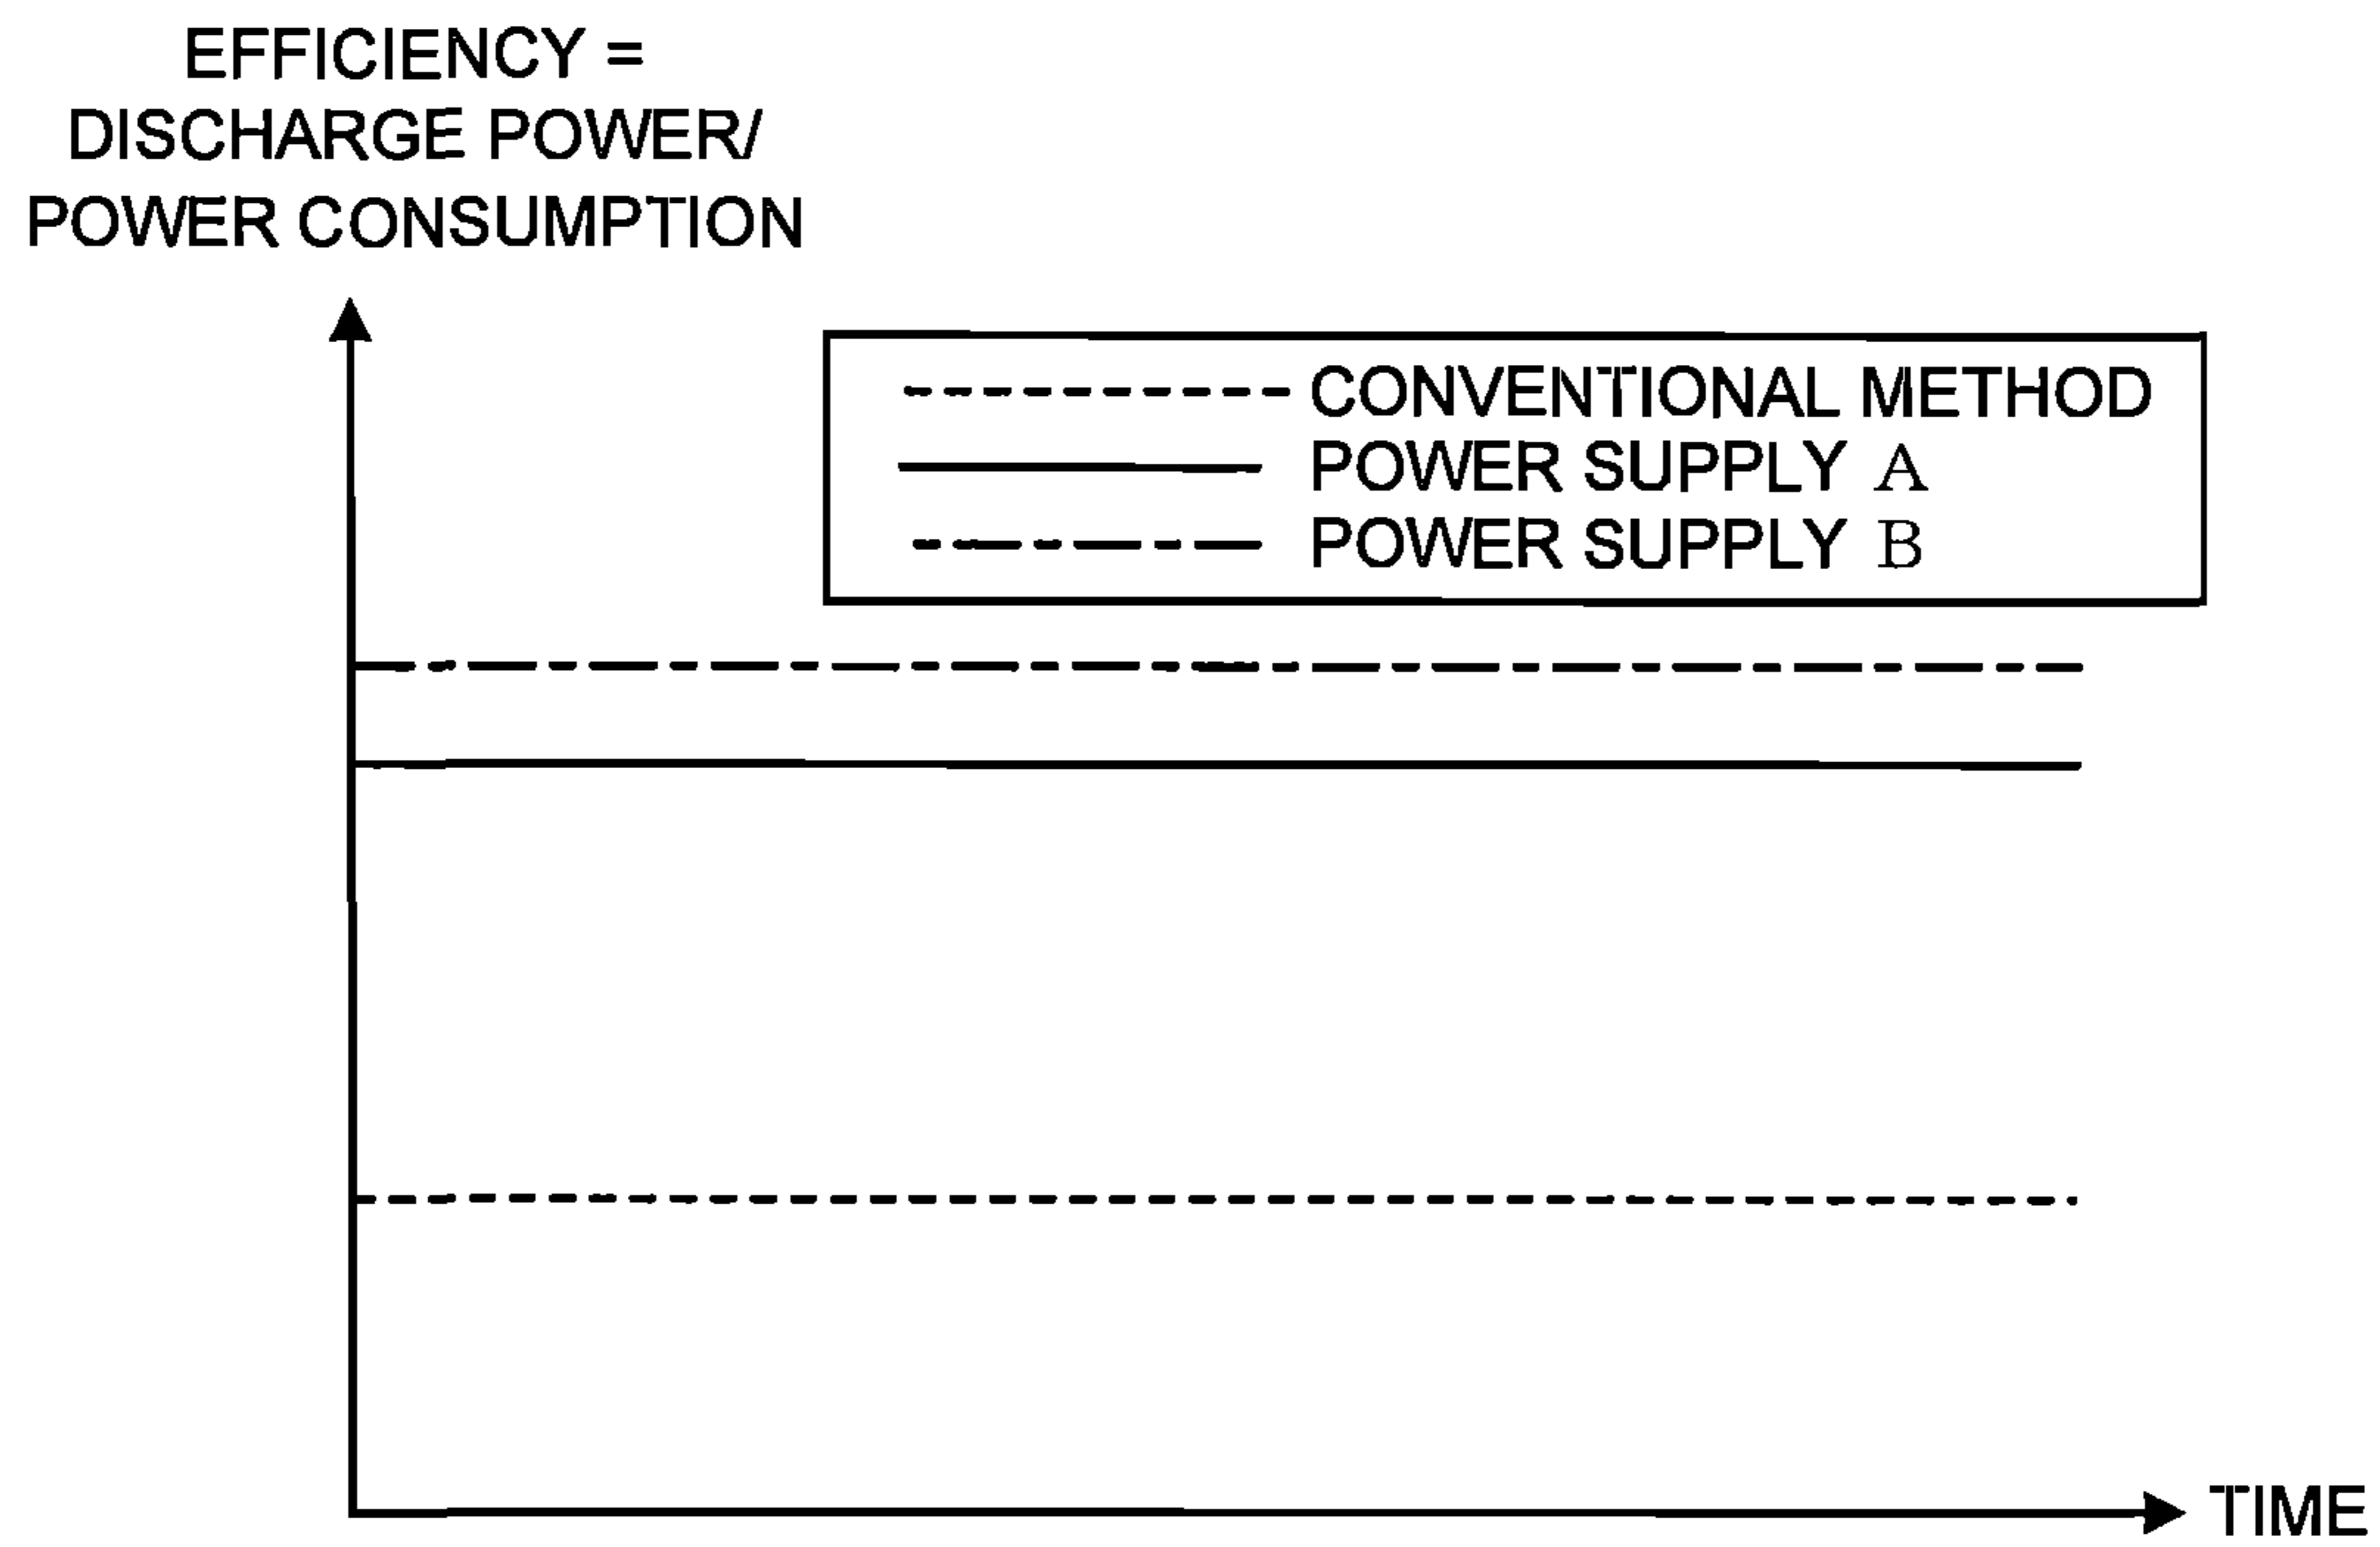 EFFICIENCY =
DISCHARGE POWER/
POWER CONSUMPTION
CONVENTIONAL METHOD
POWER SUPPLY A
POWER SUPPLY B
TIME